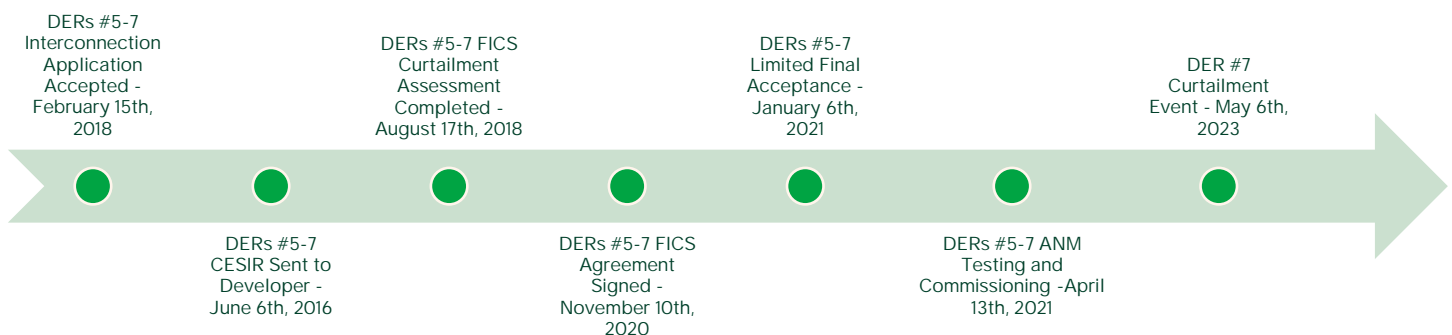 DERs #5-7
Interconnection
Application
Accepted -
February 15th,
2018
DERs #5-7
CESIR Sent to
Developer -
June 6th, 2016
DERs #5-7 FICS
Curtailment
Assessment
Completed -
August 17th, 2018
DERs #5-7 FICS
Agreement
Signed -
November 10th,
2020
DERs #5-7
Limited Final
Acceptance -
January 6th,
2021
DERs #5-7 ANM
Testing and
Commissioning -April
13th, 2021
DER #7
Curtailment
Event - May 6th,
2023